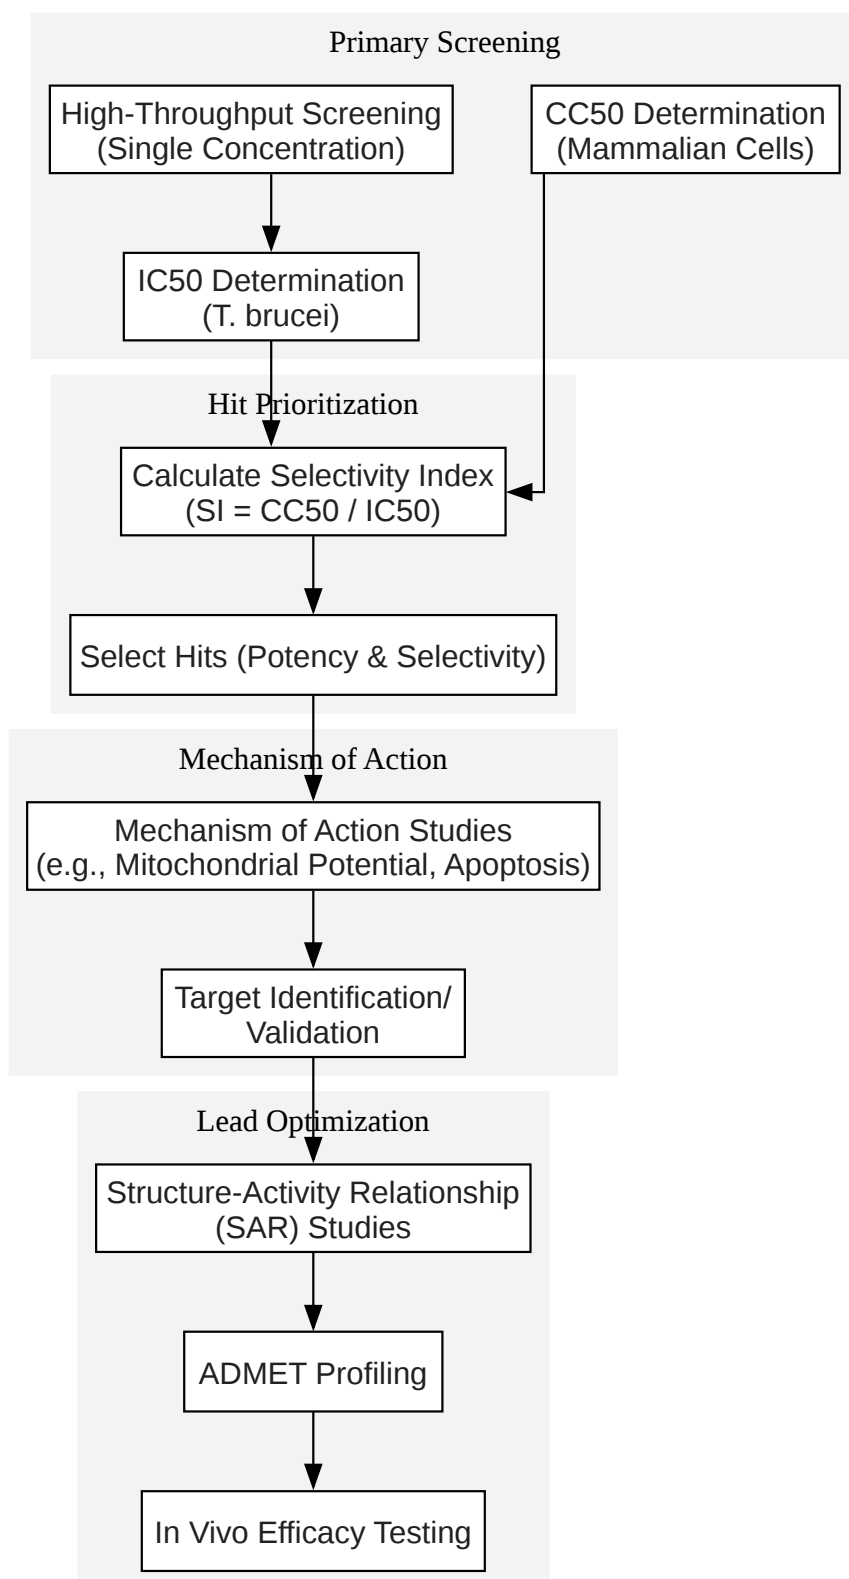 Primary Screening
High-Throughput Screening
(Single Concentration)
CC50 Determination
(Mammalian Cells)
IC50 Determination
(T. brucei)
Hit Prioritization
Calculate Selectivity Index
(SI = CC50 / IC50)
Select Hits (Potency & Selectivity)
Mechanism of Action
Mechanism of Action Studies
(e.g., Mitochondrial Potential, Apoptosis)
Target Identification/
Validation
Lead Optimization
Structure-Activity Relationship
(SAR) Studies
ADMET Profiling
In Vivo Efficacy Testing